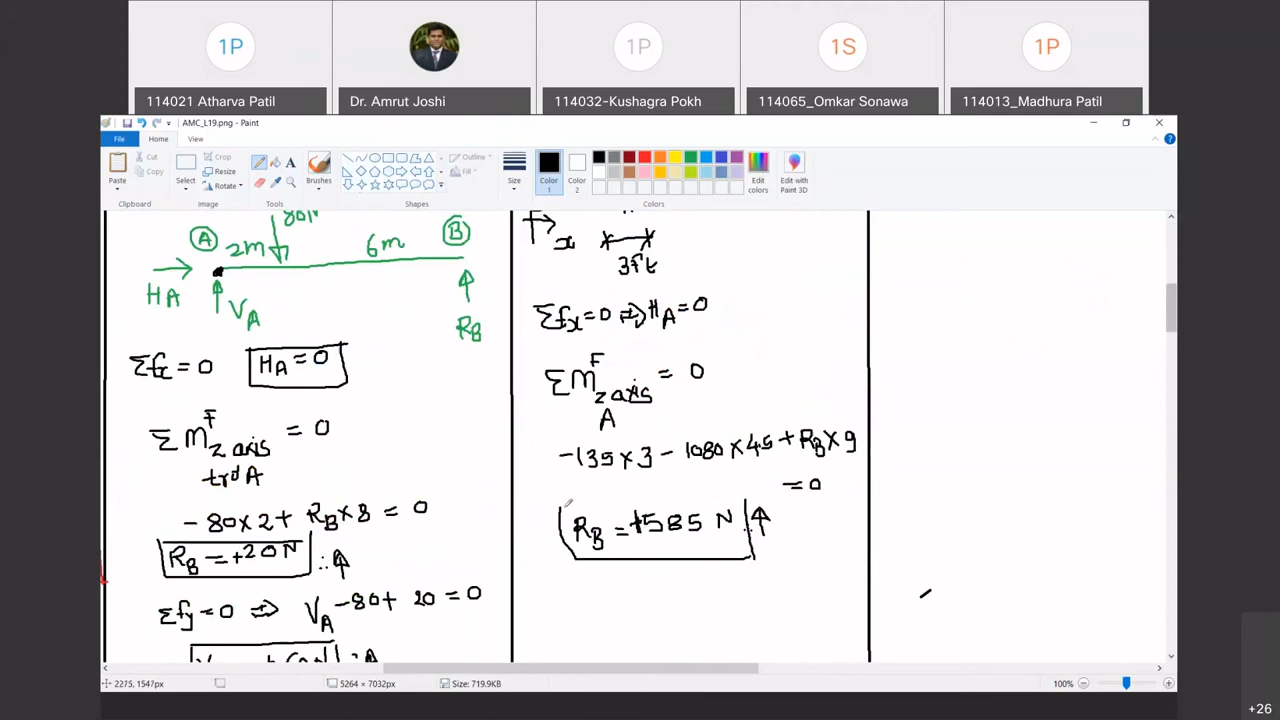 1P
1P
1S
1P
114021 Atharva Patil
Dr. Amrut Joshi
114032-Kushagra Pokh
114065_Omkar Sonawa
114013_Madhura Patil
AMC_L19.png - Paint
File
Home
View
Paste
Cut
Copy
Clipboard
Select
Crop
Resize
Rotate
Image
A
Tools
Brushes
Outline
Fill
Shapes
Size
Color 1
Color 2
Edit colors
Edit with Paint 3D
Colors
80N
A
2m
6m
B
HA
VA
RB
Σfx = 0
HA = 0
ΣM^F z axis = 0
A
-80×2 + RB×8 = 0
RB = +20 N ∴↑
Σfy = 0 ⇒ VA -80+ 20 = 0
x
3ft
Σfx = 0 ⇒ HA = 0
ΣM^F z axis = 0
A
-135×3 - 1080×4.5 + RB×9
= 0
RB = +585 N ∴↑
2275, 1547px
5264 × 7032px
Size: 719.9KB
100%
+26